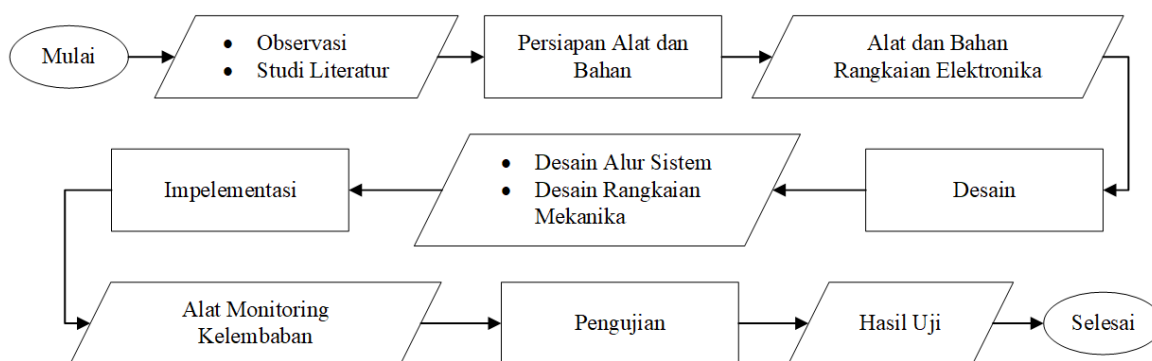 Mulai
• Observasi
• Studi Literatur
Persiapan Alat dan
Bahan
Alat dan Bahan
Rangkaian Elektronika
Desain
• Desain Alur Sistem
• Desain Rangkaian
Mekanika
Impelementasi
Alat Monitoring
Kelembaban
Pengujian
Hasil Uji
Selesai